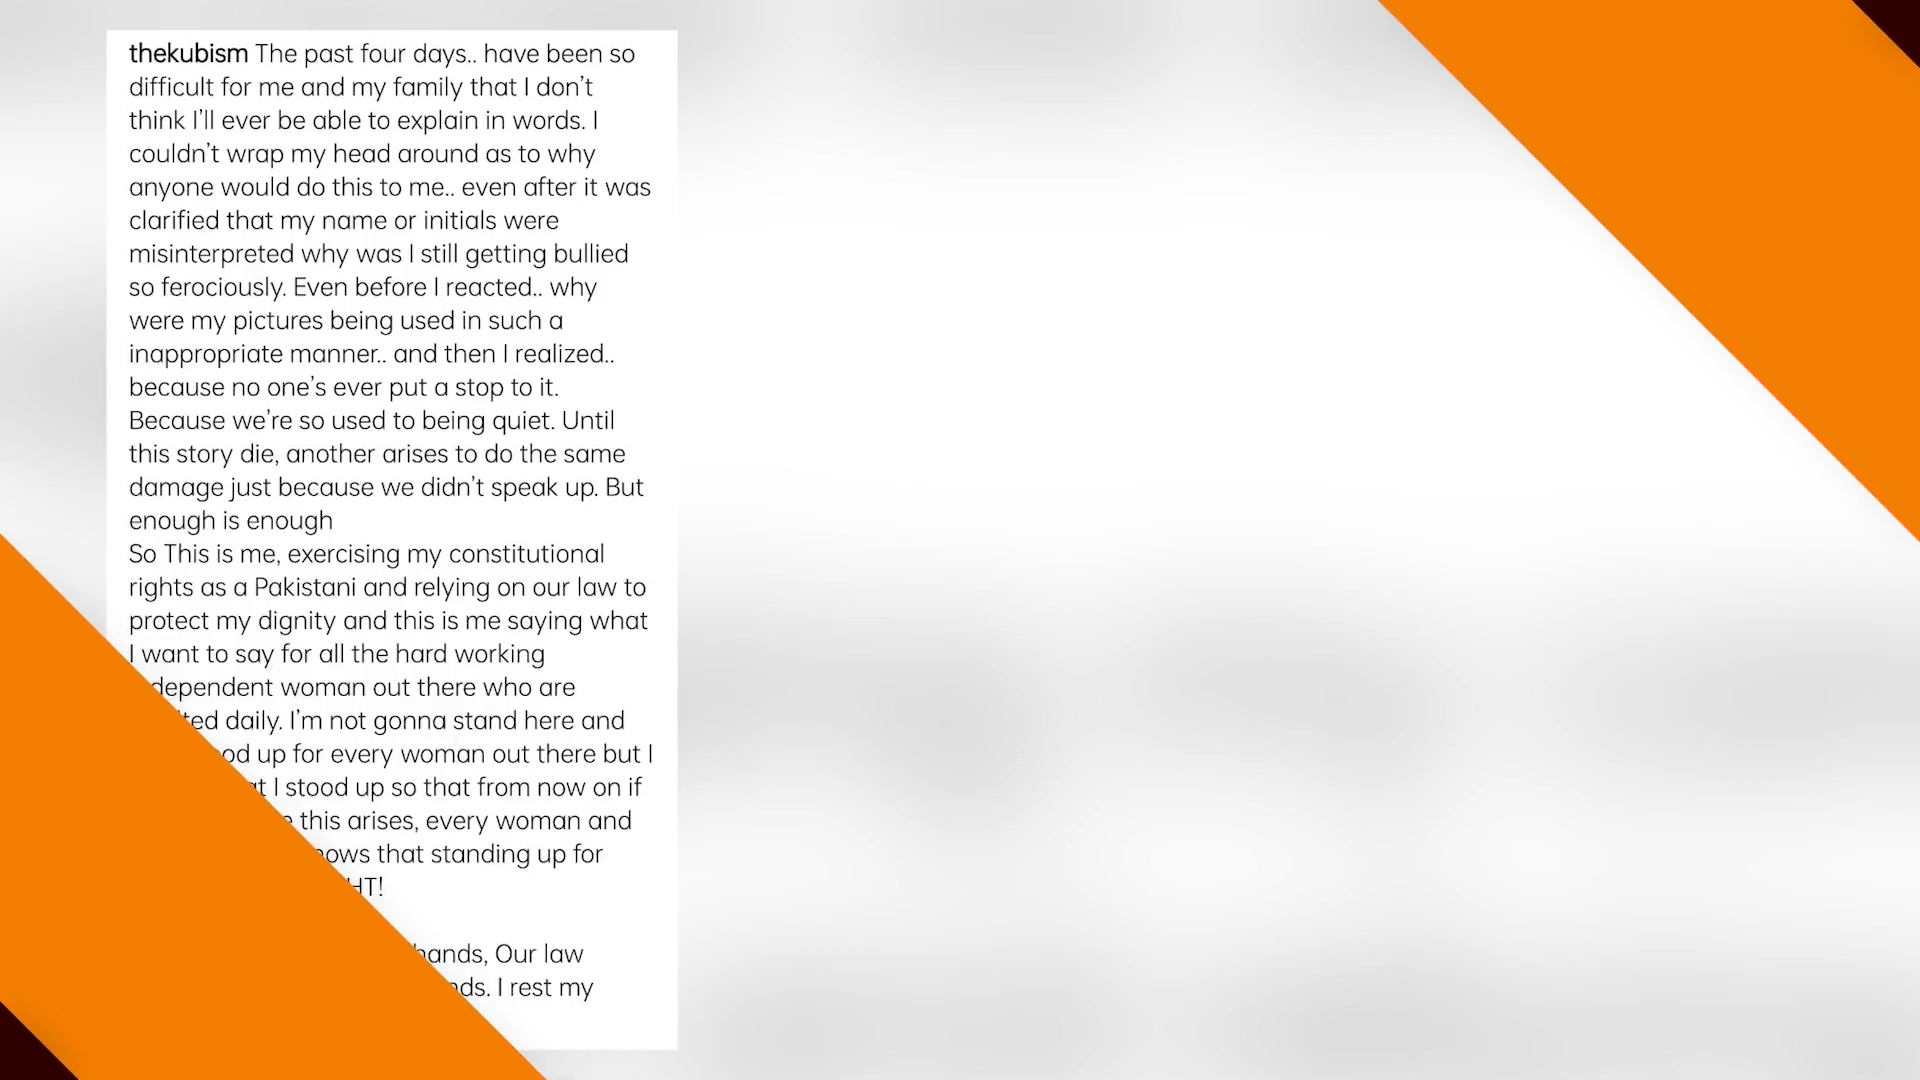 thekubism The past four days.. have been so
difficult for me and my family that I don't
think I'll ever be able to explain in words. I
couldn't wrap my head around as to why
anyone would do this to me.. even after it was
clarified that my name or initials were
misinterpreted why was I still getting bullied
so ferociously. Even before I reacted.. why
were my pictures being used in such a
inappropriate manner.. and then I realized..
because no one's ever put a stop to it.
Because we're so used to being quiet. Until
this story die, another arises to do the same
damage just because we didn't speak up. But
enough is enough
So This is me, exercising my constitutional
rights as a Pakistani and relying on our law to
protect my dignity and this is me saying what
I want to say for all the hard working
woman out there who are
daily. I'm not gonna stand here and
up for every woman out there but I
I stood up so that from now on if
this arises, every woman and
that standing up for
Our law
I rest my